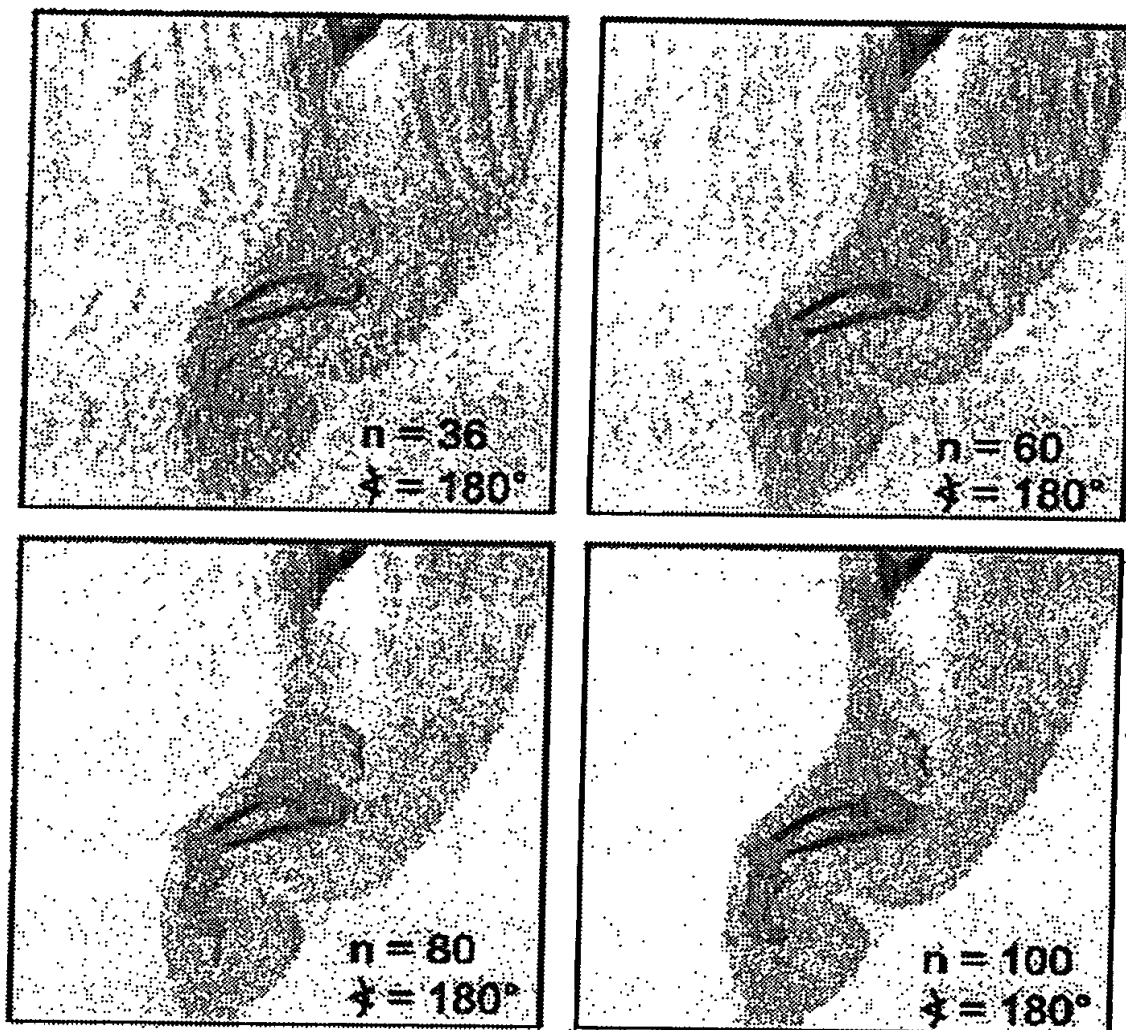 n = 36
∢ = 180°
n = 60
∢ = 180°
n = 80
∢ = 180°
n = 100
∢ = 180°